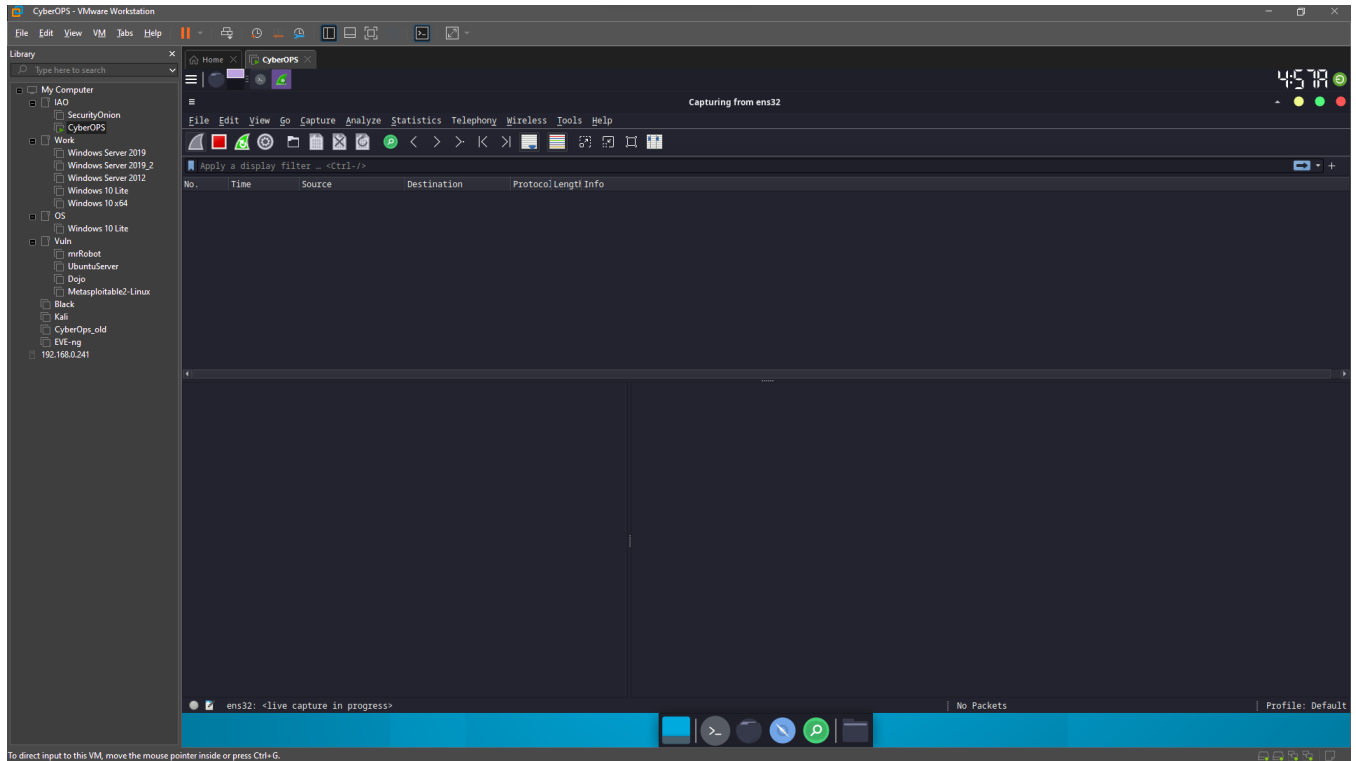 CyberOPS - VMware Workstation
File Edit View VM Tabs Help
Library
Type here to search
My Computer
IAO
SecurityOnion
CyberOPS
Work
Windows Server 2019
Windows Server 2019_2
Windows Server 2012
Windows 10 Lite
Windows 10 x64
OS
Windows 10 Lite
Vuln
mrRobot
UbuntuServer
Dojo
Metasploitable2-Linux
Black
Kali
CyberOps_old
EVE-ng
192.168.0.241
Home CyberOPS
Capturing from ens32
File Edit View Go Capture Analyze Statistics Telephony Wireless Tools Help
Apply a display filter … <Ctrl-/>
No. Time Source Destination Protocol Length Info
ens32: <live capture in progress> No Packets Profile: Default
To direct input to this VM, move the mouse pointer inside or press Ctrl+G.